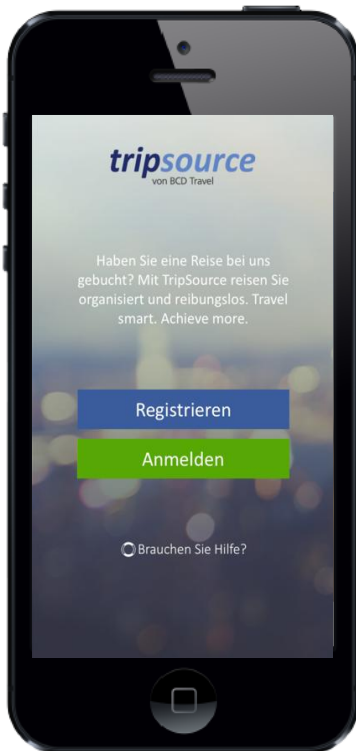 tripsource
von BCD Travel
Haben Sie eine Reise bei uns
gebucht? Mit TripSource reisen Sie
organisiert und reibungslos. Travel
smart. Achieve more.
Registrieren
Anmelden
Brauchen Sie Hilfe?